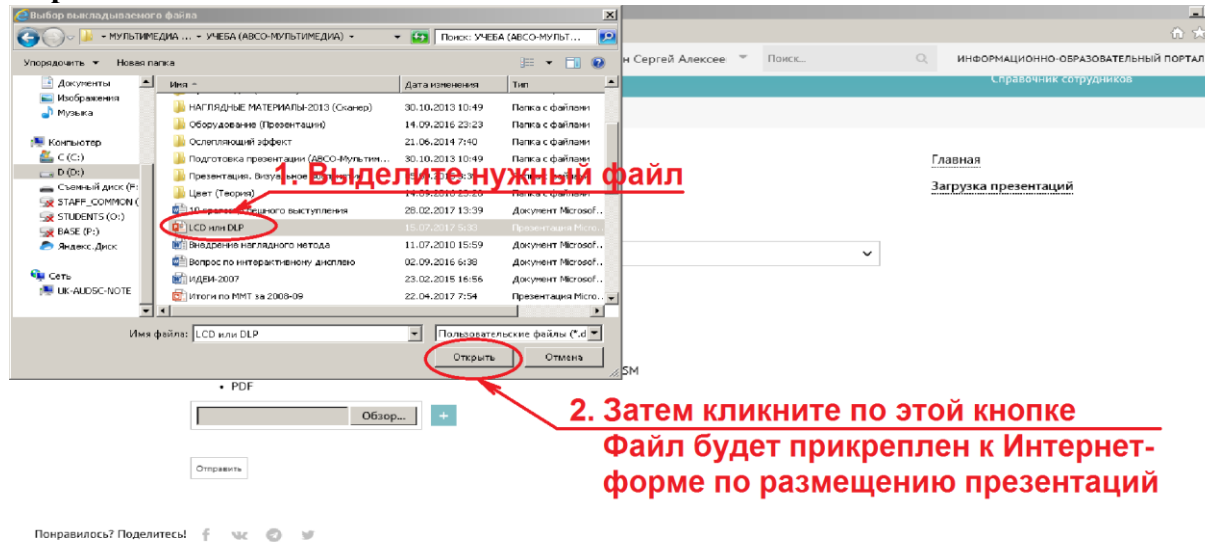 Выбор выкладываемого файла
- МУЛЬТИМЕДИА ... - УЧЕБА (АВСО-МУЛЬТИМЕДИА) -
Поиск: УЧЕБА (АВСО-МУЛЬТ...
Упорядочить
Новая папка
н Сергей Алексее
Поиск...
ИНФОРМАЦИОННО-ОБРАЗОВАТЕЛЬНЫЙ ПОРТАЛ
Справочник сотрудников
Документы
Изображения
Музыка
Компьютер
C (C:)
D (D:)
Съемный диск (F:
STAFF_COMMON (
STUDENTS (O:)
BASE (P:)
Яндекс.Диск
Сеть
UK-AUDSC-NOTE
Имя
Дата изменения
Тип
НАГЛЯДНЫЕ МАТЕРИАЛЫ-2013 (Сканер) 30.10.2013 10:49 Папка с файлами
Оборудование (Презентации) 14.09.2016 23:23 Папка с файлами
Ослепляющий эффект 21.06.2014 7:40 Папка с файлами
Подготовка презентации (АВСО-Мультим... 30.10.2013 10:49 Папка с файлами
Презентация. Визуальное Папка с файлами
Цвет (Теория) Папка с файлами
10 выступления 28.02.2017 13:39 Документ Microsof..
LCD или DLP 15.07.2017 5:30 Презентация Micro..
Внедрение наглядного метода 11.07.2010 15:59 Документ Microsof..
Вопрос по интерактивному дисплею 02.09.2016 6:38 Документ Microsof..
ИДЕИ-2007 23.02.2015 16:56 Документ Microsof..
Итоги по ММТ за 2008-09 22.04.2017 7:54 Презентация Micro..
1. Выделите нужный файл
Главная
Загрузка презентаций
Имя файла: LCD или DLP
Пользовательские файлы (*.d
Открыть
Отмена
SM
• PDF
Обзор...
+
2. Затем кликните по этой кнопке
Файл будет прикреплен к Интернет-
форме по размещению презентаций
Отправить
Понравилось? Поделитесь!